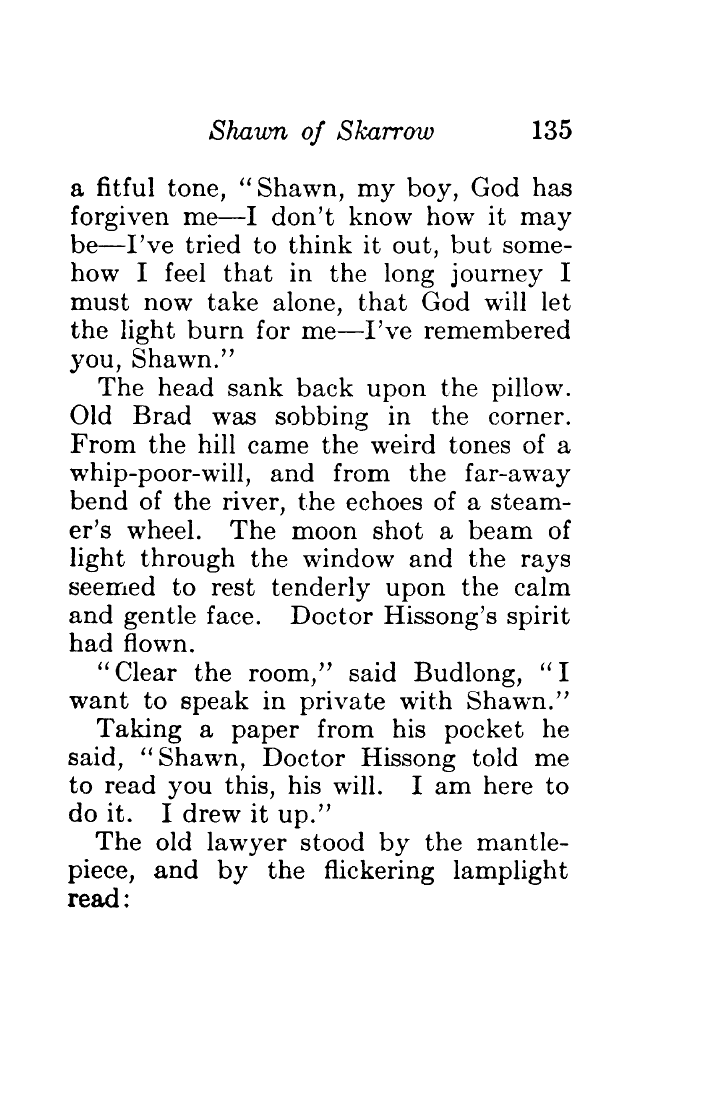 Shawn of Skarrow 135
a fitful tone, “Shawn, my boy, God has
forgiven me—I don’t know how it may
be—I’ve tried to think it out, but some-
how I feel that in the long journey I
must now take alone, that God will let
the light burn for me—I’ve remembered
you, Shawn.”
The head sank back upon the pillow.
Old Brad was sobbing in the corner.
From the hill came the weird tones of a
whip-poor-will, and from the far-away
bend of the river, the echoes of a steam-
er’s wheel. The moon shot a beam of
light through the window and the rays
seemed to rest tenderly upon the calm
and gentle face. Doctor Hissong’s spirit
had flown.
“Clear the room,” said Budlong, “I
want to speak in private with Shawn.”
Taking a paper from his pocket he
said, “Shawn, Doctor Hissong told me
to read you this, his will. I am here to
do it. I drew it up.”
The old lawyer stood by the mantle-
piece, and by the flickering lamplight
read: